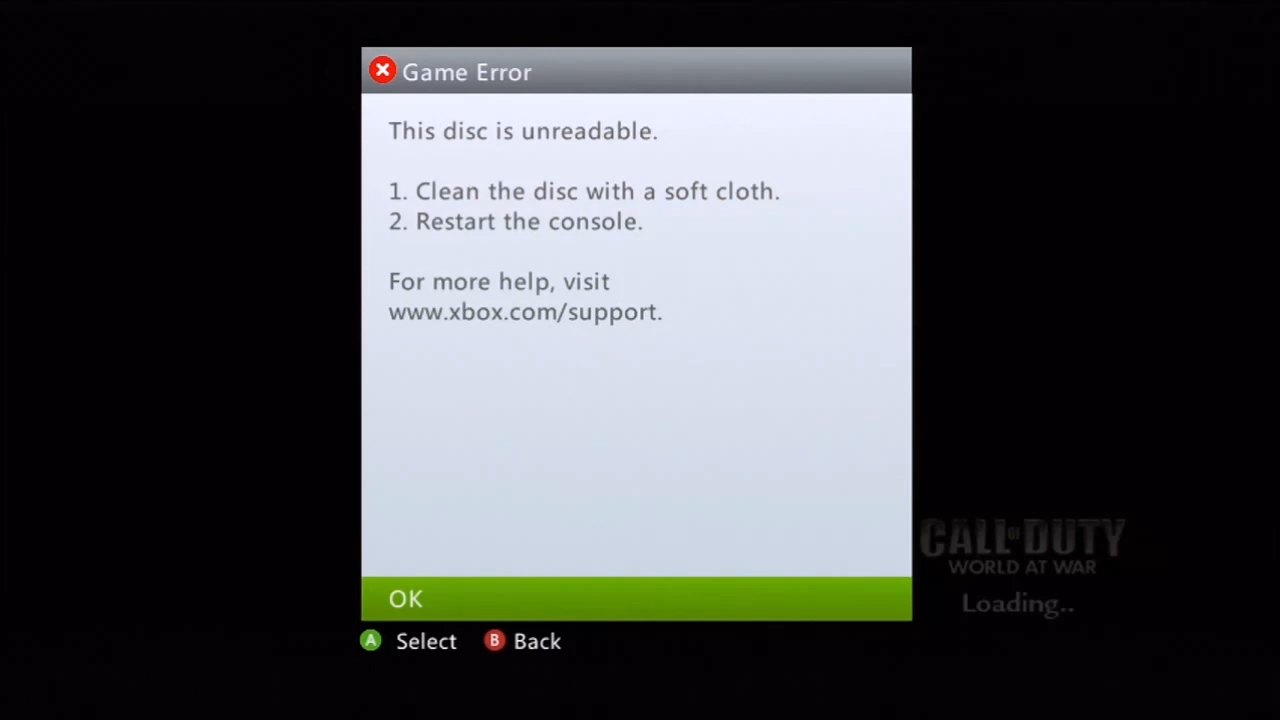 Game Error
This disc is unreadable.
1. Clean the disc with a soft cloth.
2. Restart the console.
For more help, visit
www.xbox.com/support.
CALL OF DUTY
WORLD AT WAR
Loading..
OK
A Select B Back